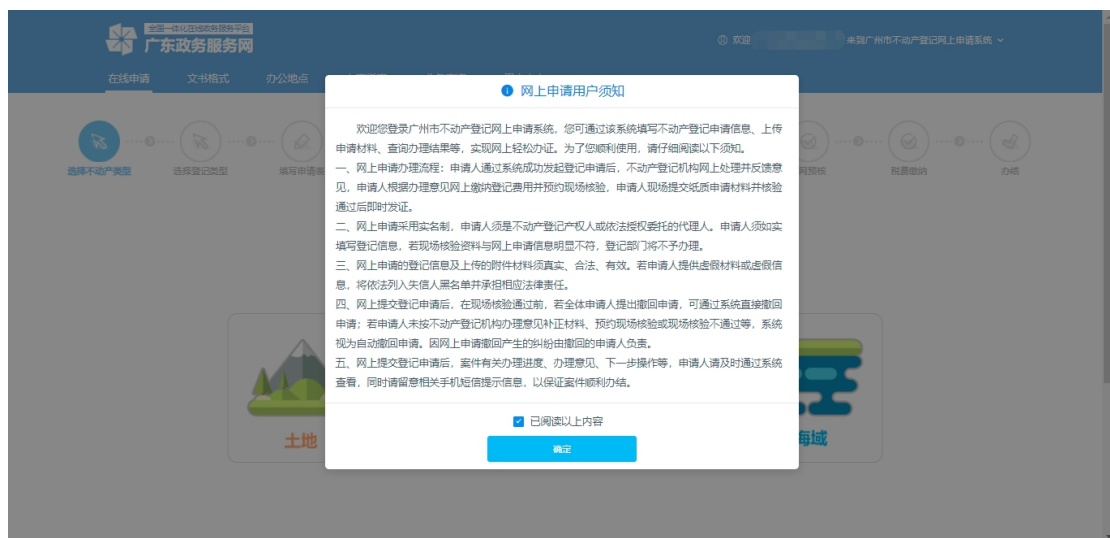 全国一体化在线政务服务平台
广东政务服务网
欢迎
来到广州市不动产登记网上申请系统
在线申请 文书格式 办公地点
网上申请用户须知
欢迎您登录广州市不动产登记网上申请系统，您可通过该系统填写不动产登记申请信息、上传
申请材料、查询办理结果等，实现网上轻松办证。为了您顺利使用，请仔细阅读以下须知。
一、网上申请办理流程：申请人通过系统成功发起登记申请后，不动产登记机构网上处理并反馈意
见，申请人根据办理意见网上缴纳登记费用并预约现场核验，申请人现场提交纸质申请材料并核验
通过后即时发证。
二、网上申请采用实名制，申请人须是不动产登记产权人或依法授权委托的代理人。申请人须如实
填写登记信息，若现场核验资料与网上申请信息明显不符，登记部门将不予办理。
三、网上申请的登记信息及上传的附件材料须真实、合法、有效。若申请人提供虚假材料或虚假信
息，将依法列入失信人黑名单并承担相应法律责任。
四、网上提交登记申请后，在现场核验通过前，若全体申请人提出撤回申请，可通过系统直接撤回
申请；若申请人未按不动产登记机构办理意见补正材料、预约现场核验或现场核验不通过等，系统
视为自动撤回申请。因网上申请撤回产生的纠纷由撤回的申请人负责。
五、网上提交登记申请后，案件有关办理进度、办理意见、下一步操作等，申请人请及时通过系统
查看，同时请留意相关手机短信提示信息，以保证案件顺利办结。
已阅读以上内容
确定
选择不动产类型 选择登记类型 填写申请表 网预核 税费缴纳 办结
土地
海域